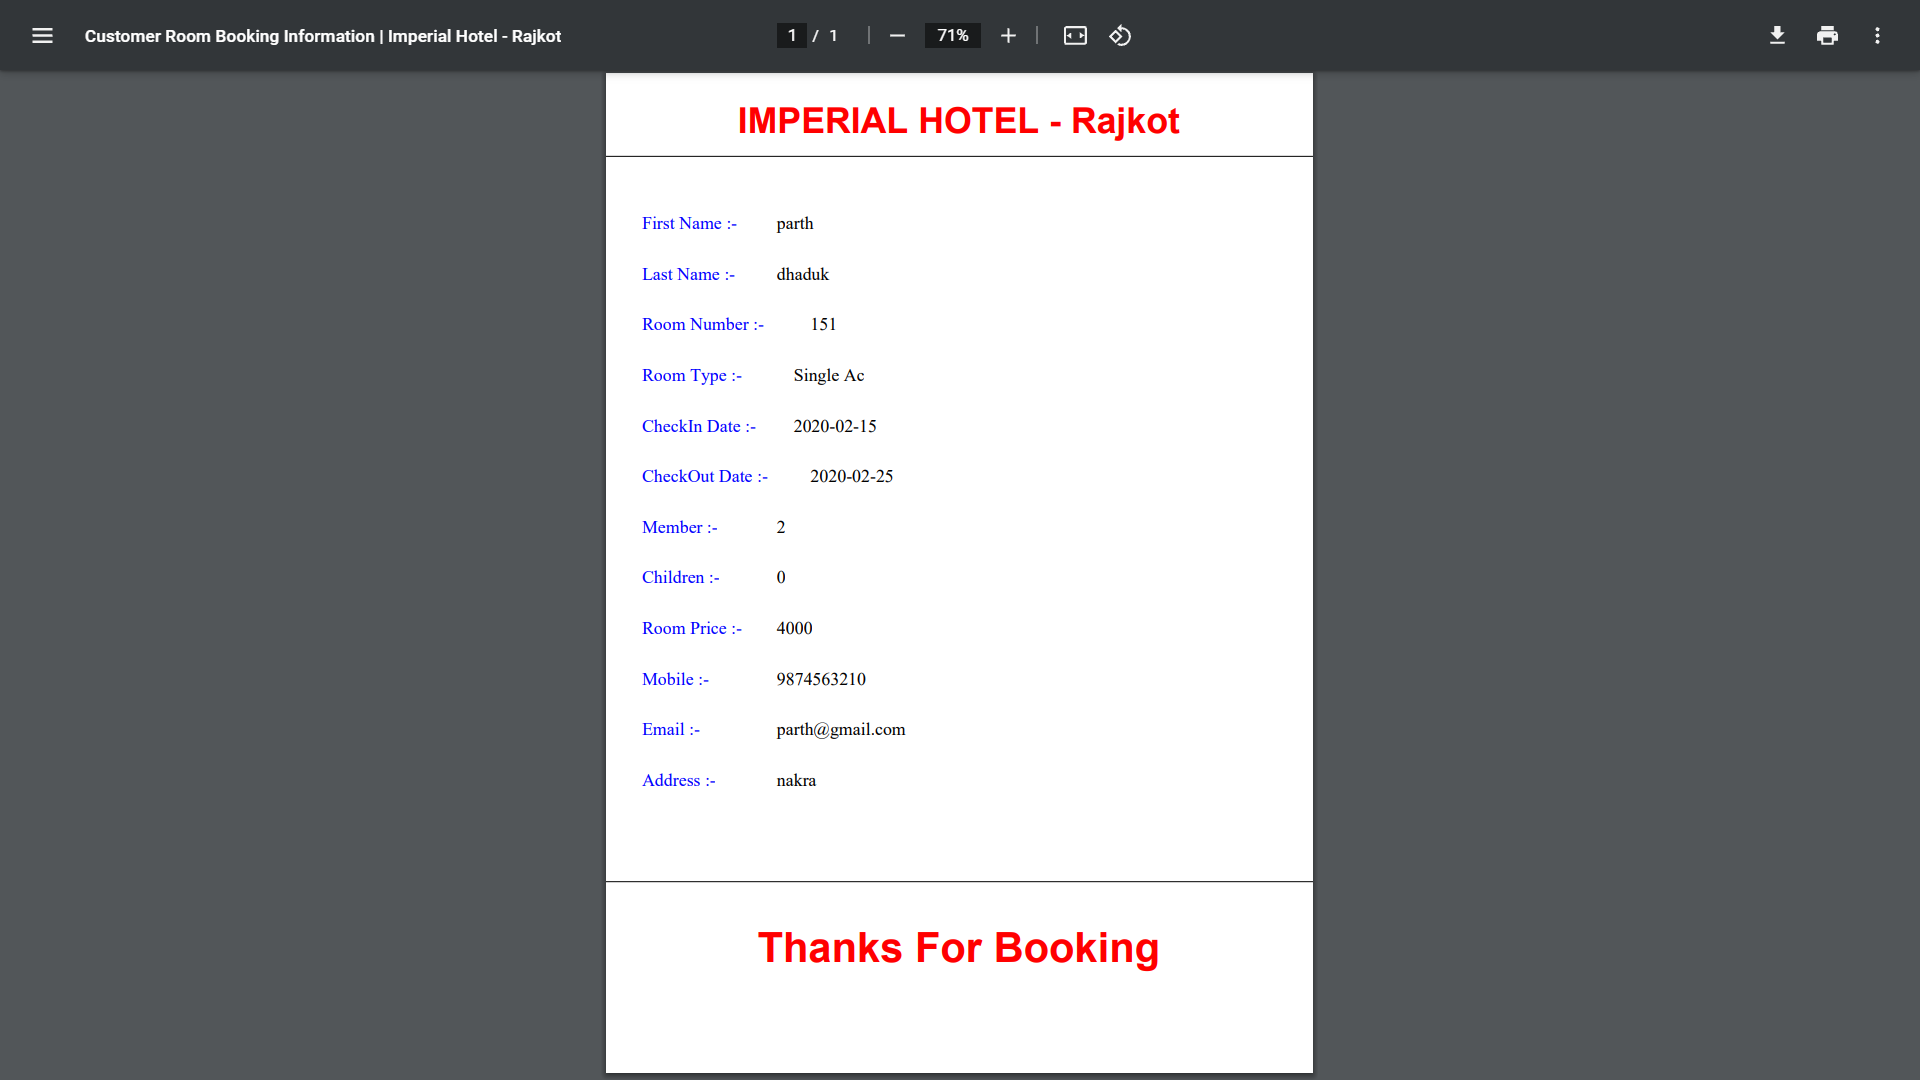 Customer Room Booking Information | Imperial Hotel - Rajkot
1 / 1
71%
IMPERIAL HOTEL - Rajkot
First Name :- parth
Last Name :- dhaduk
Room Number :- 151
Room Type :- Single Ac
CheckIn Date :- 2020-02-15
CheckOut Date :- 2020-02-25
Member :- 2
Children :- 0
Room Price :- 4000
Mobile :- 9874563210
Email :- parth@gmail.com
Address :- nakra
Thanks For Booking